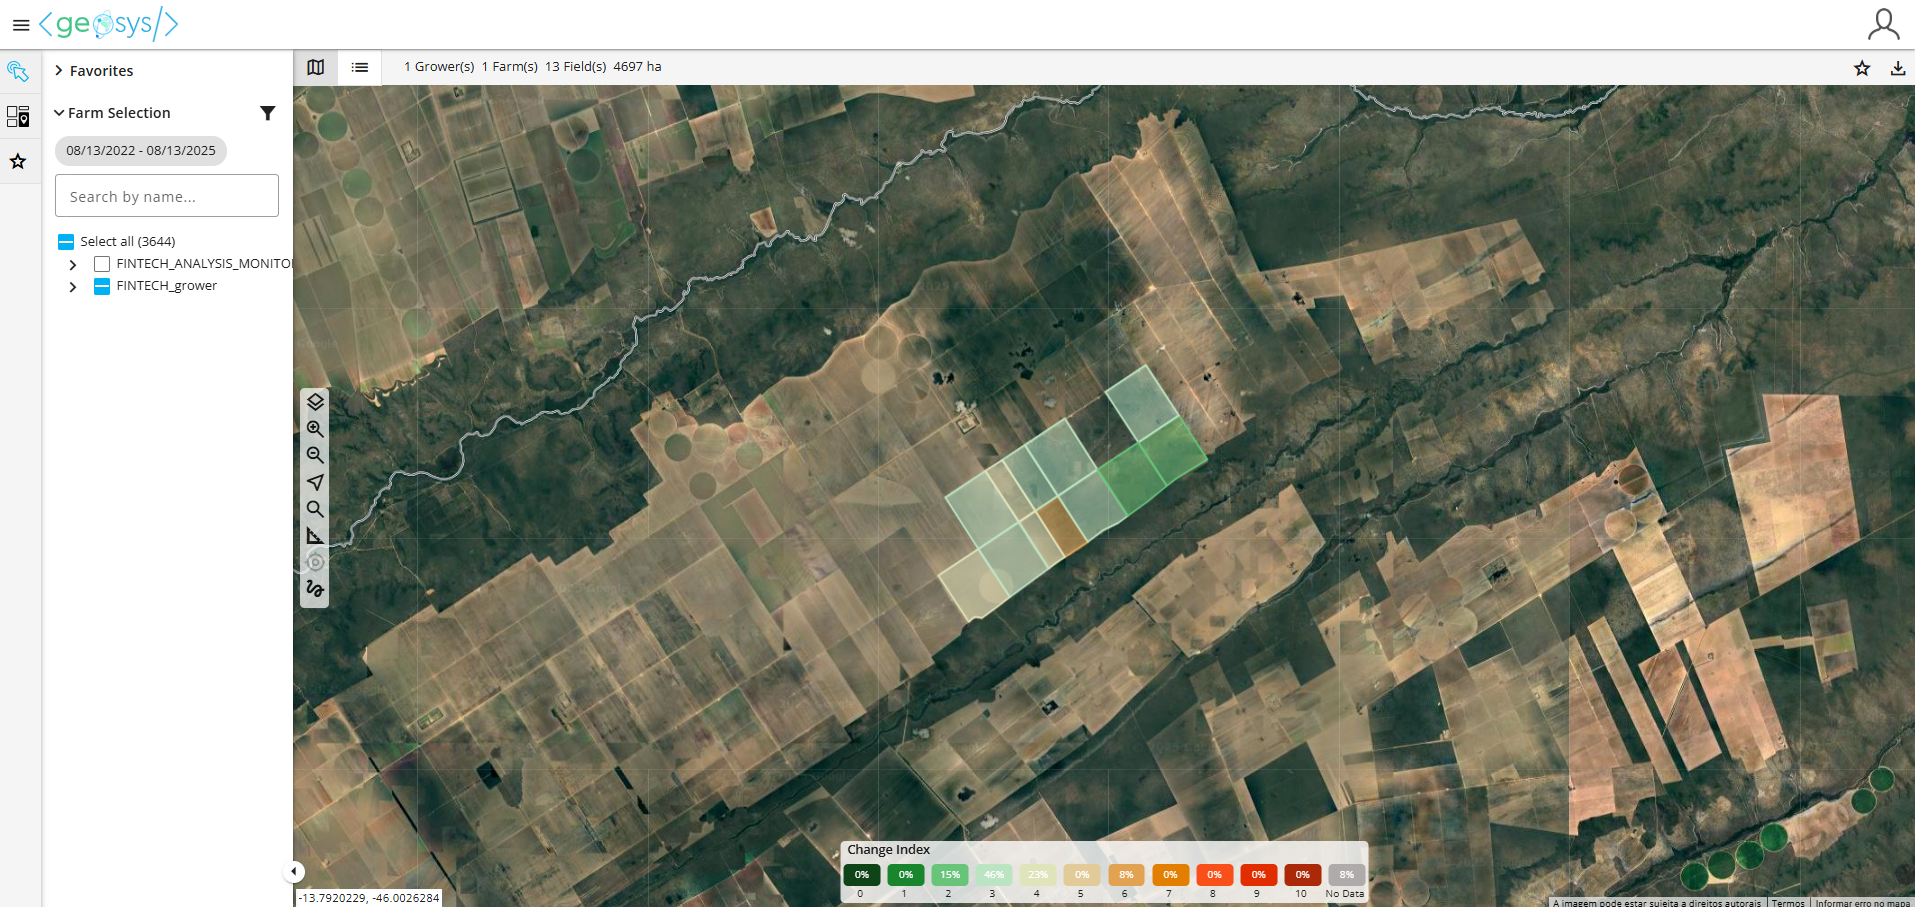 <geosys/>
Favorites
Farm Selection
08/13/2022 - 08/13/2025
Search by name...
Select all (3644)
FINTECH_ANALYSIS_MONITO
FINTECH_grower
1 Grower(s) 1 Farm(s) 13 Field(s) 4697 ha
Change Index
0% 0% 15% 46% 23% 0% 8% 0% 0% 0% 0% 8%
0 1 2 3 4 5 6 7 8 9 10 No Data
-13.7920229, -46.0026284
A imagem pode estar sujeita a direitos autorais Termos Informar erro no mapa